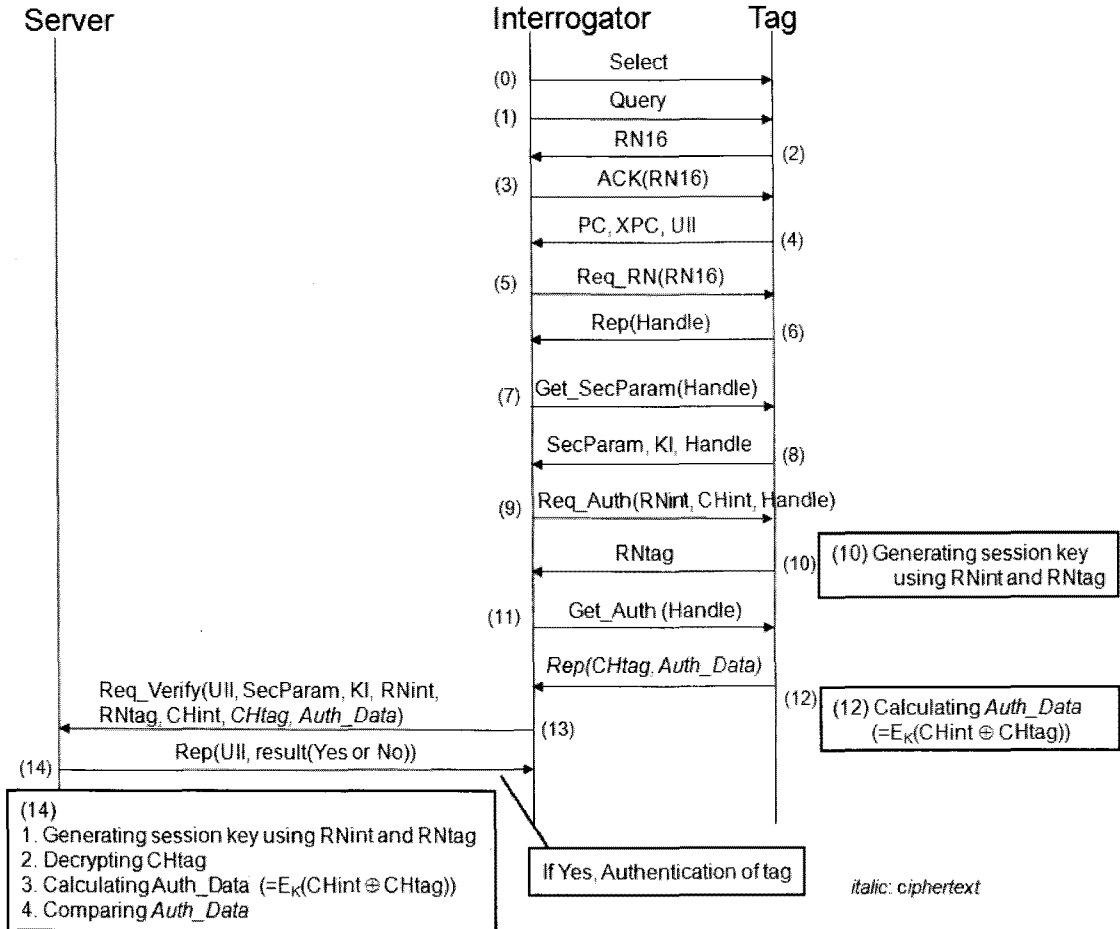 Server
Interrogator
Tag
Select
(0)
Query
(1)
RN16
(2)
ACK(RN16)
(3)
PC, XPC, UII
(4)
Req_RN(RN16)
(5)
Rep(Handle)
(6)
Get_SecParam(Handle)
(7)
SecParam, KI, Handle
(8)
Req_Auth(RNint, CHint, Handle)
(9)
RNtag
(10)
(10) Generating session key
using RNint and RNtag
Get_Auth (Handle)
(11)
Rep(CHtag, Auth_Data)
(12)
(12) Calculating Auth_Data
(=E_K(CHint ⊕ CHtag))
Req_Verify(UII, SecParam, KI, RNint,
RNtag, CHint, CHtag, Auth_Data)
(13)
Rep(UII, result(Yes or No))
(14)
(14)
1. Generating session key using RNint and RNtag
2. Decrypting CHtag
3. Calculating Auth_Data (=E_K(CHint ⊕ CHtag))
4. Comparing Auth_Data
If Yes, Authentication of tag
italic: ciphertext